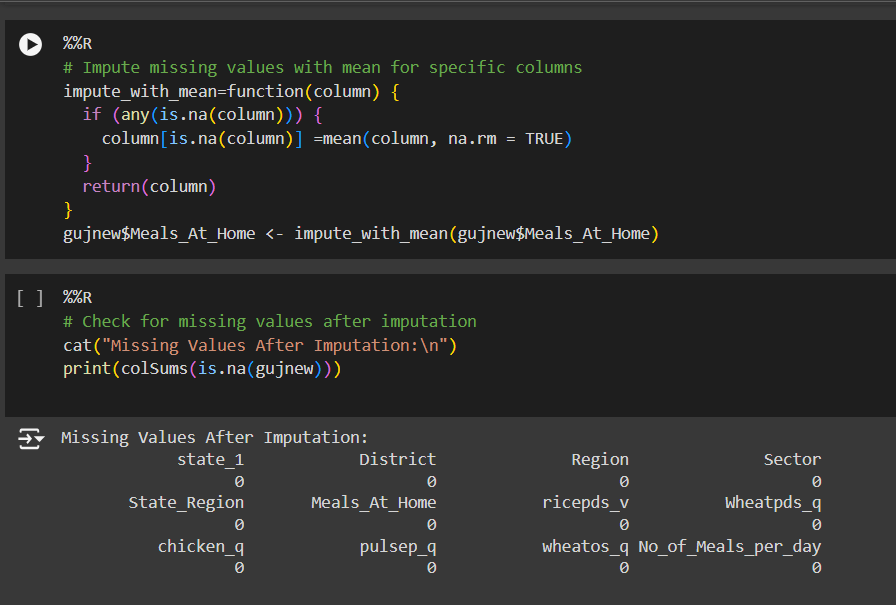 %%R
# Impute missing values with mean for specific columns
impute_with_mean=function(column) {
  if (any(is.na(column))) {
    column[is.na(column)] =mean(column, na.rm = TRUE)
  }
  return(column)
}
gujnew$Meals_At_Home <- impute_with_mean(gujnew$Meals_At_Home)
[ ] %%R
# Check for missing values after imputation
cat("Missing Values After Imputation:\n")
print(colSums(is.na(gujnew)))
Missing Values After Imputation:
state_1 District Region Sector
0 0 0 0
State_Region Meals_At_Home ricepds_v Wheatpds_q
0 0 0 0
chicken_q pulsep_q wheatos_q No_of_Meals_per_day
0 0 0 0